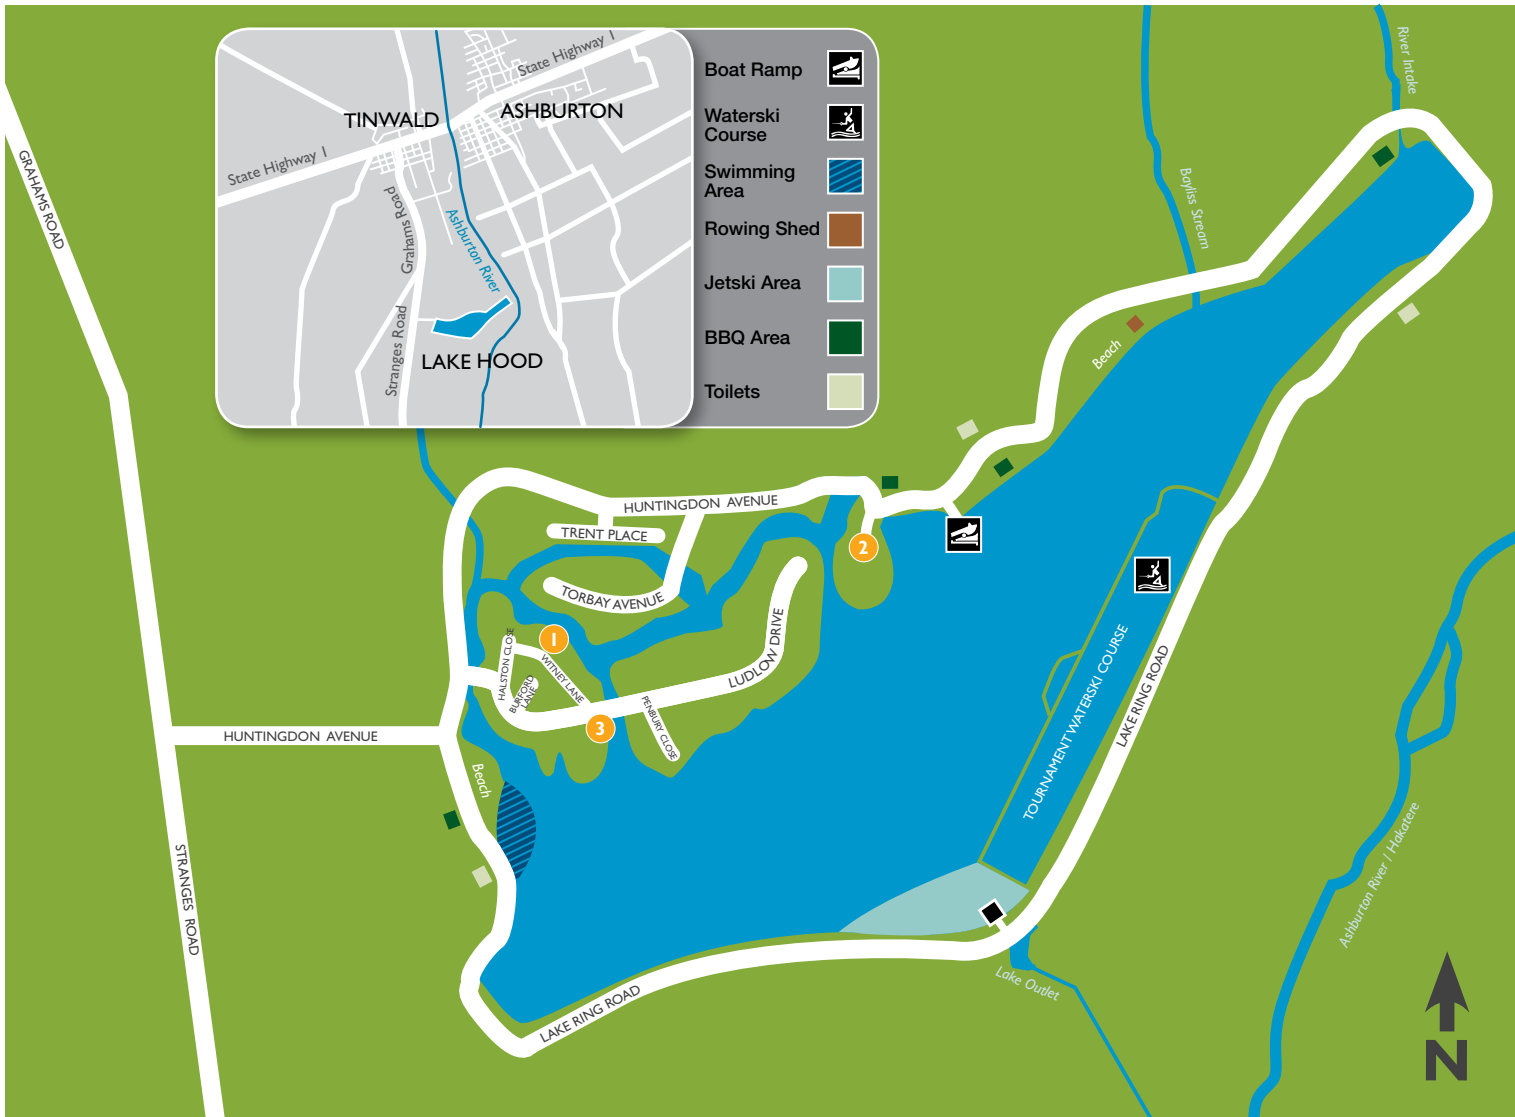 State Highway 1
TINWALD
ASHBURTON
State Highway 1
Grahams Road
Ashburton River
Stranges Road
LAKE HOOD
Boat Ramp
Waterski
Course
Swimming
Area
Rowing Shed
Jetski Area
BBQ Area
Toilets
River Intake
Bayliss Stream
GRAHAMS ROAD
Beach
HUNTINGDON AVENUE
TRENT PLACE
2
TORBAY AVENUE
1
HALSTON CLOSE
WITNEY LANE
BURFORD
LANE
LUDLOW DRIVE
PENBURY CLOSE
3
HUNTINGDON AVENUE
Beach
TOURNAMENT WATERSKI COURSE
LAKE RING ROAD
STRANGES ROAD
Ashburton River / Hakatere
Lake Outlet
LAKE RING ROAD
N